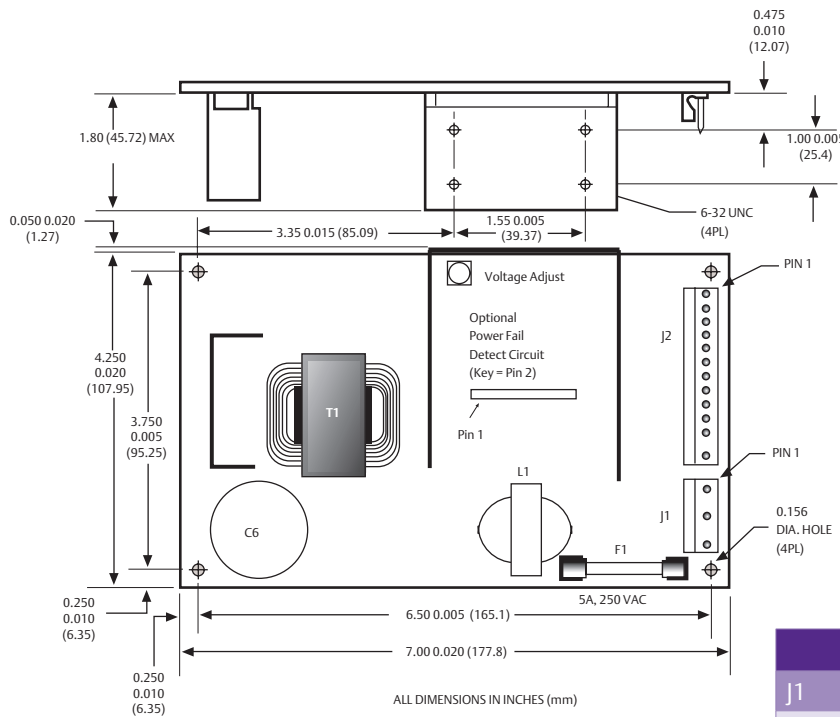 0.475
0.010
(12.07)
1.80 (45.72) MAX
1.00 0.005
(25.4)
0.050 0.020
(1.27)
3.35 0.015 (85.09)
1.55 0.005
(39.37)
6-32 UNC
(4PL)
PIN 1
Voltage Adjust
Optional
Power Fail
Detect Circuit
(Key = Pin 2)
J2
4.250
0.020
(107.95)
T1
3.750
0.005
(95.25)
Pin 1
PIN 1
L1
J1
0.156
DIA. HOLE
(4PL)
C6
F1
5A, 250 VAC
0.250
0.010
(6.35)
6.50 0.005 (165.1)
7.00 0.020 (177.8)
0.250
0.010
(6.35)
ALL DIMENSIONS IN INCHES (mm)
J1